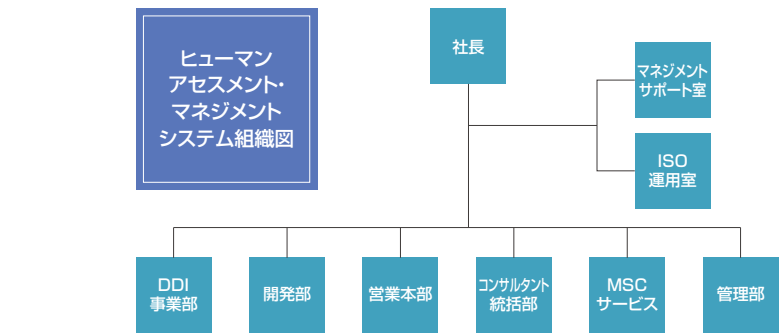 ヒューマン
アセスメント・
マネジメント
システム組織図
社長
マネジメント
サポート室
ISO
運用室
DDI
事業部
開発部
営業本部
コンサルタント
統括部
MSC
サービス
管理部